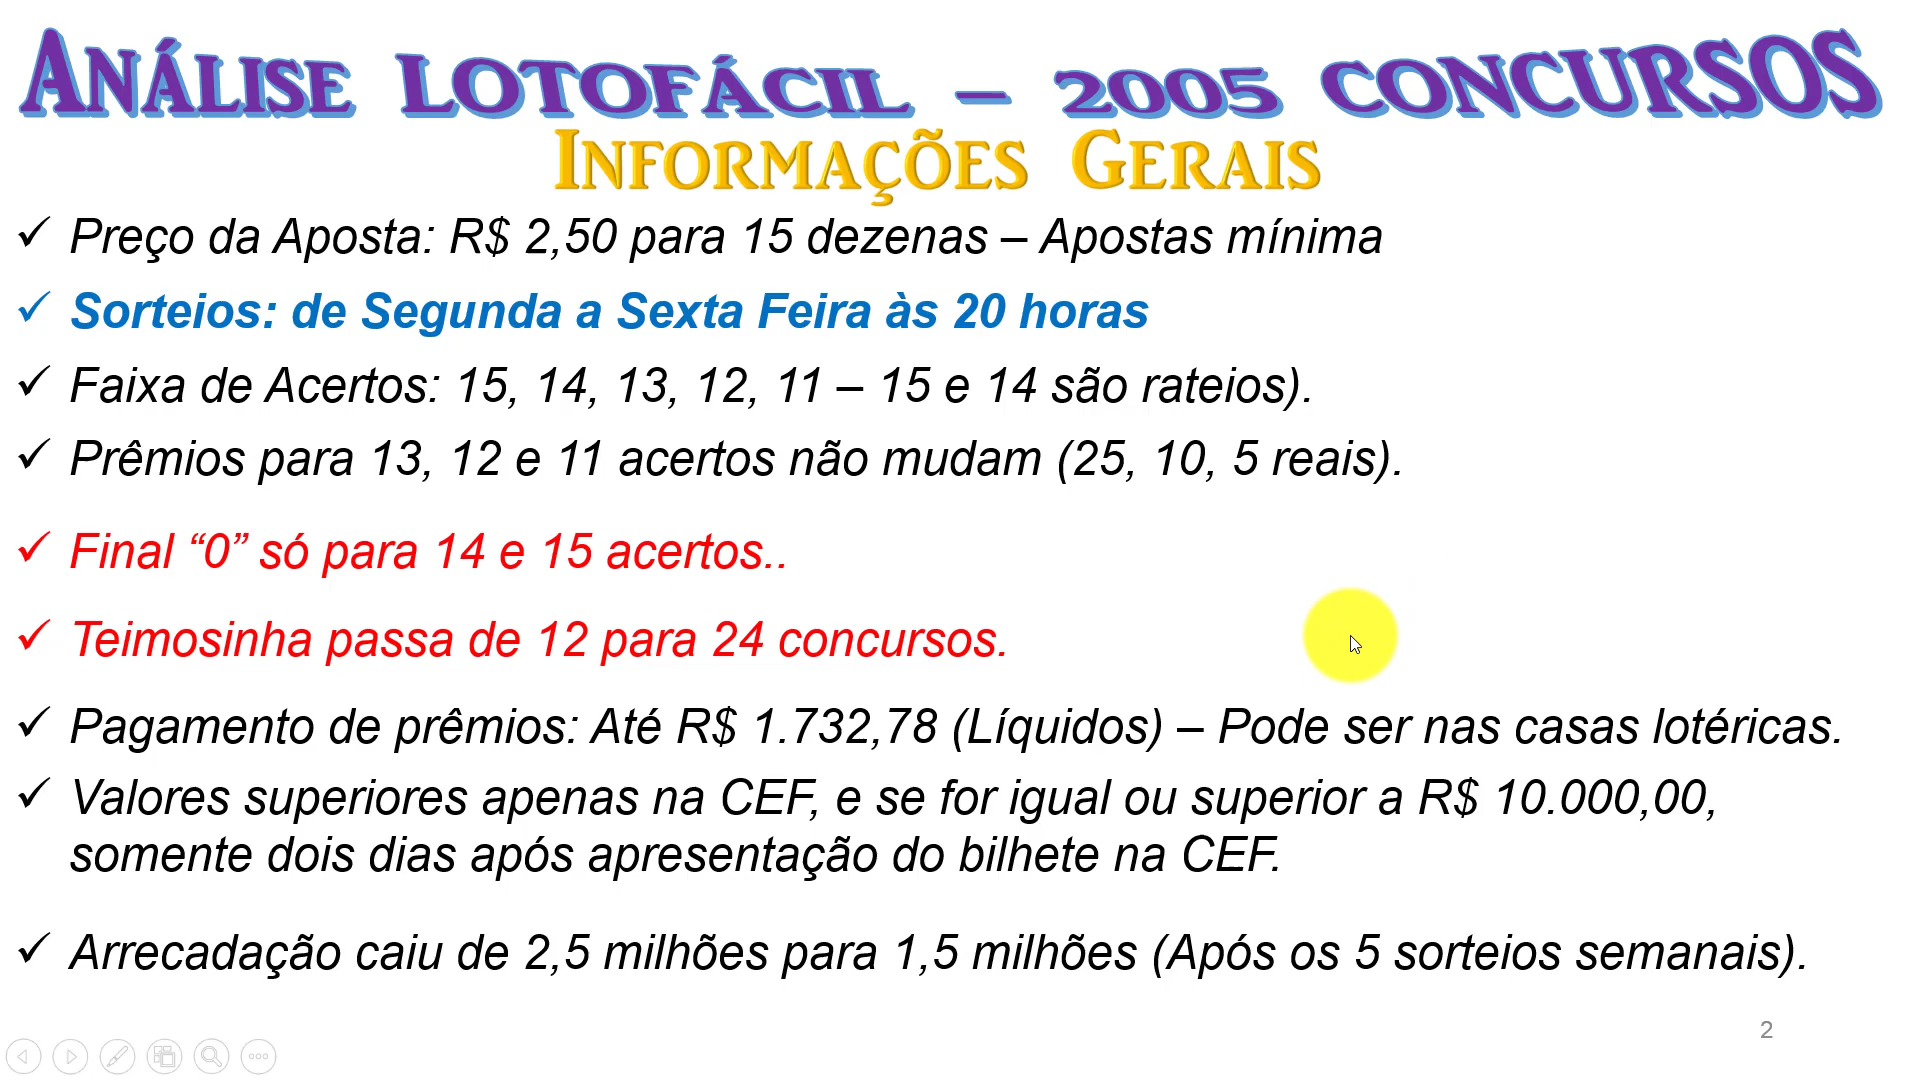 Análise Lotofácil – 2005 CONCURSOS
Informações Gerais
✓ Preço da Aposta: R$ 2,50 para 15 dezenas – Apostas mínima
✓ Sorteios: de Segunda a Sexta Feira às 20 horas
✓ Faixa de Acertos: 15, 14, 13, 12, 11 – 15 e 14 são rateios).
✓ Prêmios para 13, 12 e 11 acertos não mudam (25, 10, 5 reais).
✓ Final “0” só para 14 e 15 acertos..
✓ Teimosinha passa de 12 para 24 concursos.
✓ Pagamento de prêmios: Até R$ 1.732,78 (Líquidos) – Pode ser nas casas lotéricas.
✓ Valores superiores apenas na CEF, e se for igual ou superior a R$ 10.000,00,
somente dois dias após apresentação do bilhete na CEF.
✓ Arrecadação caiu de 2,5 milhões para 1,5 milhões (Após os 5 sorteios semanais).
2